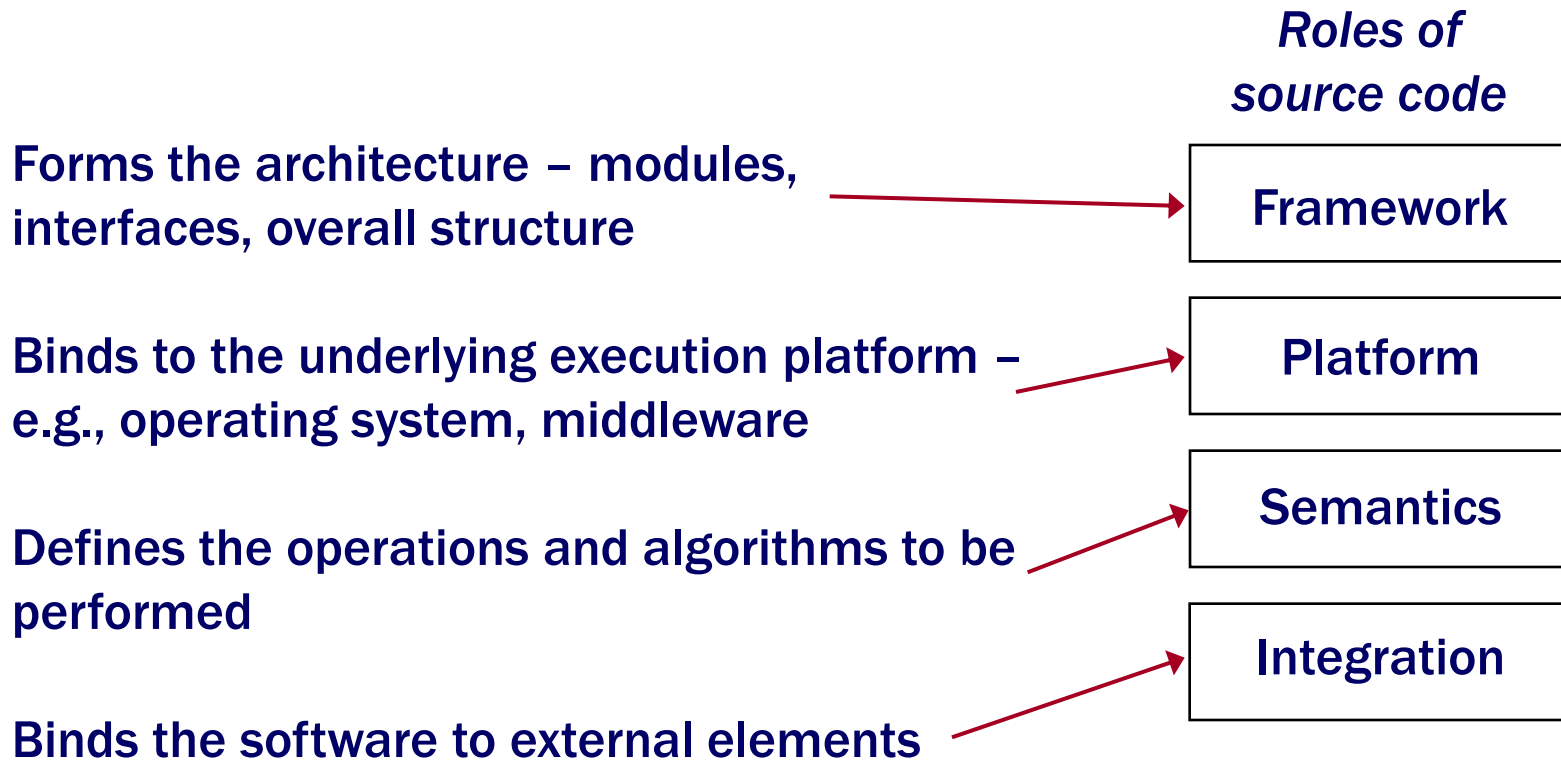 Roles of
source code
Forms the architecture – modules,
interfaces, overall structure
Framework
Binds to the underlying execution platform –
e.g., operating system, middleware
Platform
Defines the operations and algorithms to be
performed
Semantics
Binds the software to external elements
Integration